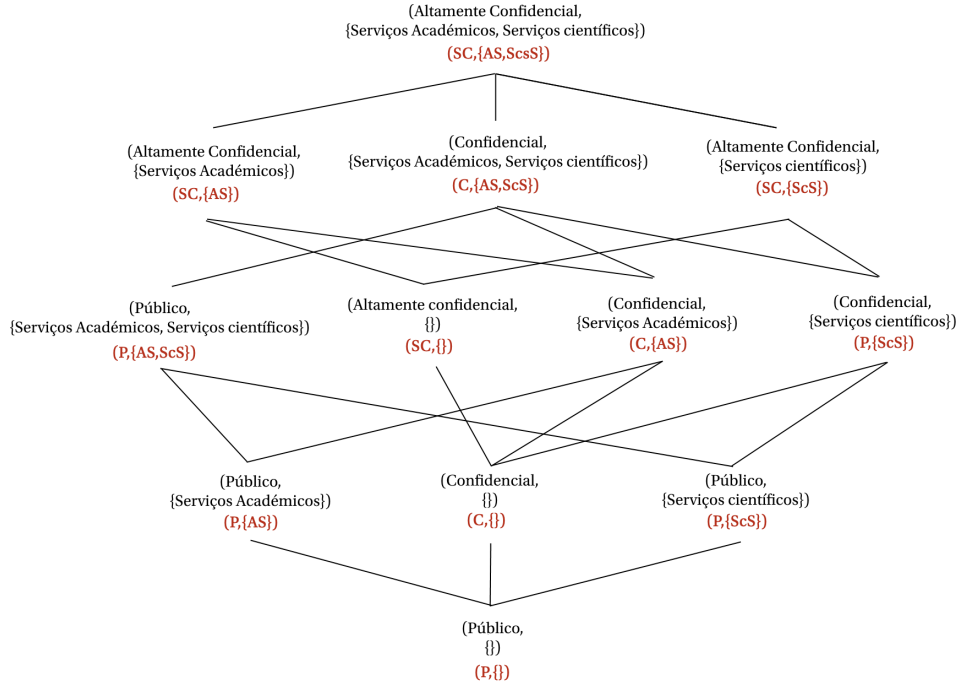 (Altamente Confidencial,
{Serviços Académicos, Serviços científicos})
(SC,{AS,ScsS})
(Altamente Confidencial,
{Serviços Académicos})
(SC,{AS})
(Confidencial,
{Serviços Académicos, Serviços científicos})
(C,{AS,ScS})
(Altamente Confidencial,
{Serviços científicos})
(SC,{ScS})
(Público,
{Serviços Académicos, Serviços científicos})
(P,{AS,ScS})
(Altamente confidencial,
{})
(SC,{})
(Confidencial,
{Serviços Académicos})
(C,{AS})
(Confidencial,
{Serviços científicos})
(P,{ScS})
(Público,
{Serviços Académicos})
(P,{AS})
(Confidencial,
{})
(C,{})
(Público,
{Serviços científicos})
(P,{ScS})
(Público,
{})
(P,{})